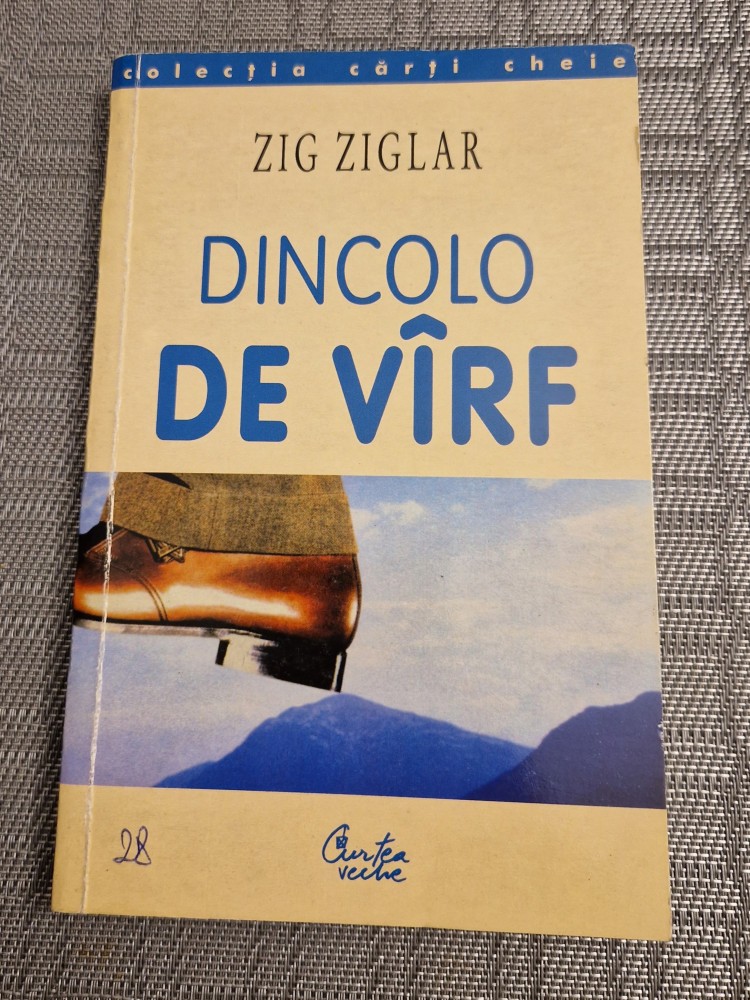 colecția cărți cheie
ZIG ZIGLAR
DINCOLO
DE VÎRF
28
Curtea
veche